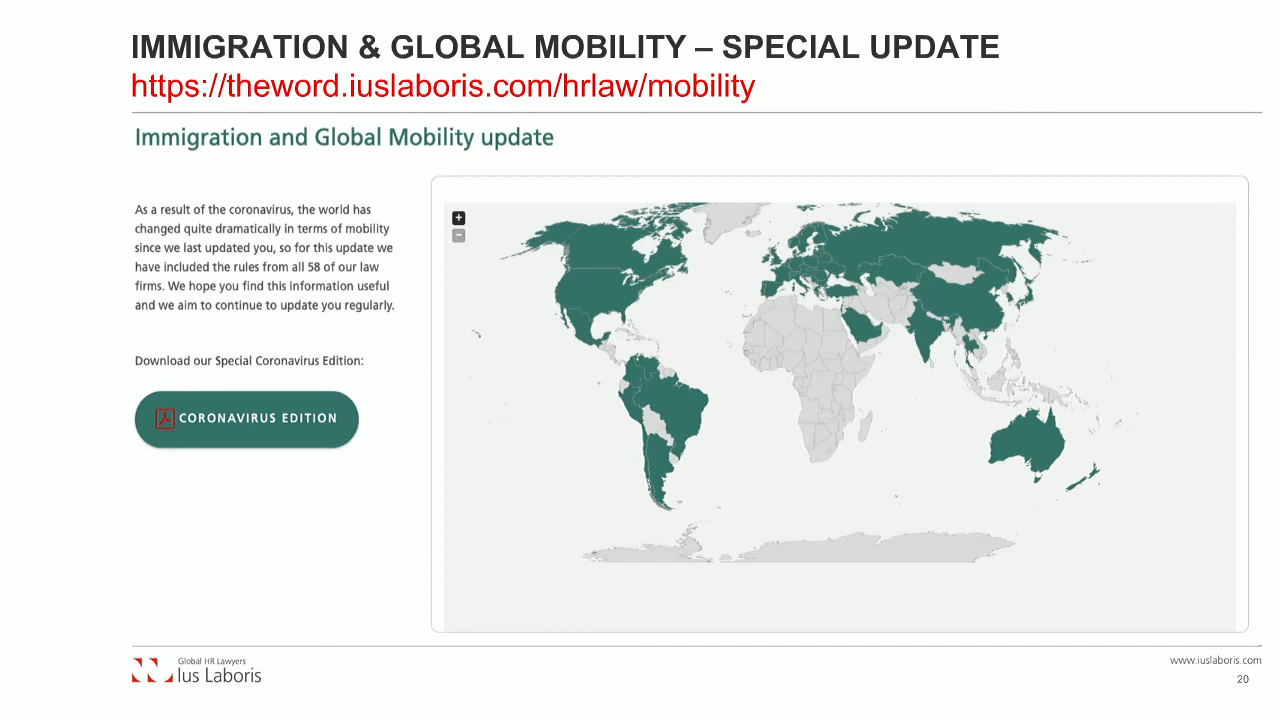 IMMIGRATION & GLOBAL MOBILITY – SPECIAL UPDATE
https://theword.iuslaboris.com/hrlaw/mobility
Immigration and Global Mobility update
As a result of the coronavirus, the world has
changed quite dramatically in terms of mobility
since we last updated you, so for this update we
have included the rules from all 58 of our law
firms. We hope you find this information useful
and we aim to continue to update you regularly.
Download our Special Coronavirus Edition:
CORONAVIRUS EDITION
+
−
Global HR Lawyers
Ius Laboris
www.iuslaboris.com
20